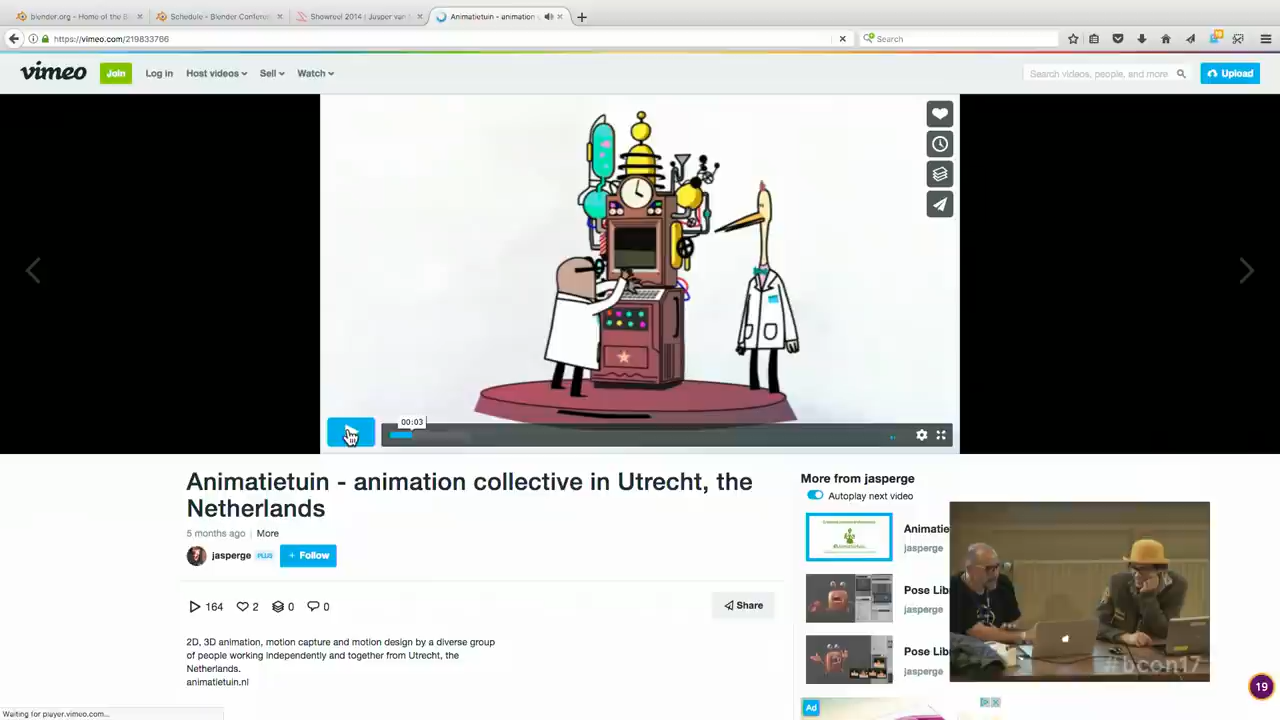 blender.org - Home of the B
Schedule - Blender Confere
Showreel 2014 | Jasper van
Animatietuin - animation
https://vimeo.com/219833766
Search
vimeo
Join
Log in
Host videos
Sell
Watch
Search videos, people, and more
Upload
00:03
Animatietuin - animation collective in Utrecht, the
Netherlands
5 months ago
More
jasperge
PLUS
+ Follow
164
2
0
0
Share
2D, 3D animation, motion capture and motion design by a diverse group
of people working independently and together from Utrecht, the
Netherlands.
animatietuin.nl
More from jasperge
Autoplay next video
Animatie
jasperge
Pose Lib
jasperge
Pose Lib
jasperge
Ad
#bcon17
19
Waiting for player.vimeo.com...